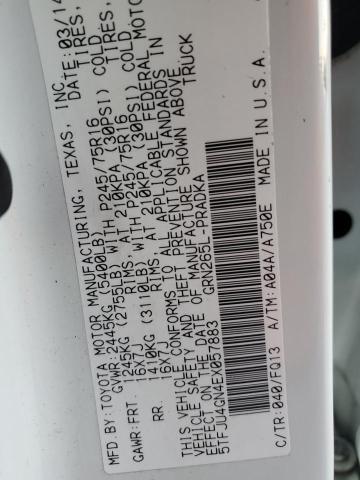 MFD. BY: TOYOTA MOTOR MANUFACTURING, TEXAS, INC. DATE: 03/14
GVWR: 2445KG (5400LB)
GAWR: FRT. 1245KG (2755LB) WITH P245/75R16 TIRES,
16X7J RIMS, AT 210KPA (30PSI) COLD
RR. 1410KG (3110LB) WITH P245/75R16 TIRES,
16X7J RIMS, AT 210KPA (30PSI) COLD
THIS VEHICLE CONFORMS TO ALL APPLICABLE FEDERAL MOTOR
VEHICLE SAFETY AND THEFT PREVENTION STANDARDS IN
EFFECT ON THE DATE OF MANUFACTURE SHOWN ABOVE.
5TFJU4GN4EX057883 TRUCK
GRN265L-PRADKA
C/TR: 040/FQ13 A/TM: A04A/A750E MADE IN U.S.A.